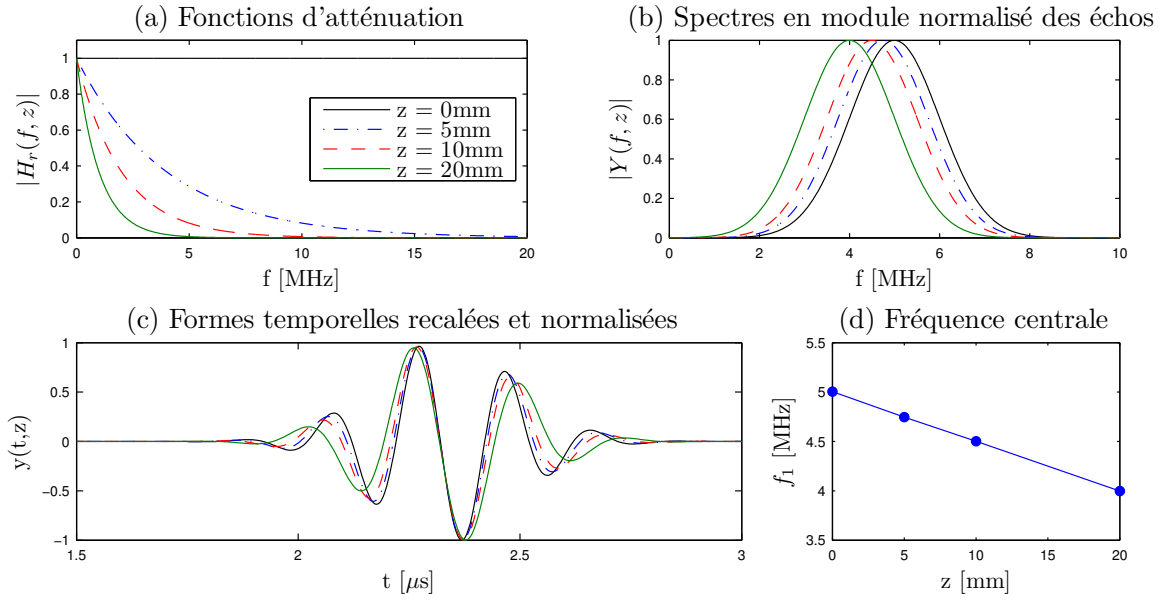 (a) Fonctions d'atténuation
1
0.8
0.6
0.4
0.2
0
|H_r(f, z)|
z = 0mm
z = 5mm
z = 10mm
z = 20mm
0 5 10 15 20
f [MHz]
(b) Spectres en module normalisé des échos
1
0.8
0.6
0.4
0.2
0
|Y(f, z)|
0 2 4 6 8 10
f [MHz]
(c) Formes temporelles recalées et normalisées
1
0.5
0
−0.5
−1
y(t,z)
1.5 2 2.5 3
t [μs]
(d) Fréquence centrale
5.5
5
4.5
4
3.5
f_1 [MHz]
0 5 10 15 20
z [mm]